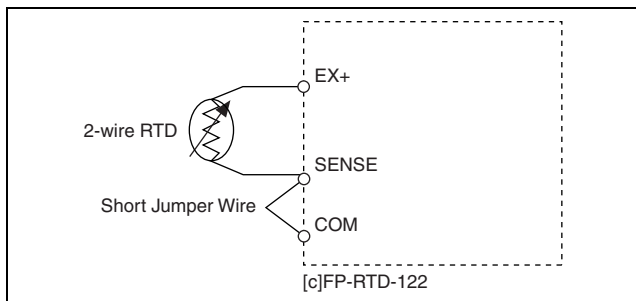 EX+
2-wire RTD
SENSE
Short Jumper Wire
COM
[c]FP-RTD-122